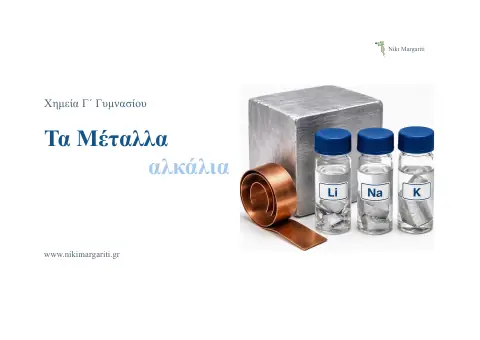 Niki Margariti
Χημεία Γ΄ Γυμνασίου
Τα Μέταλλα
αλκάλια
Li
Na
K
www.nikimargariti.gr